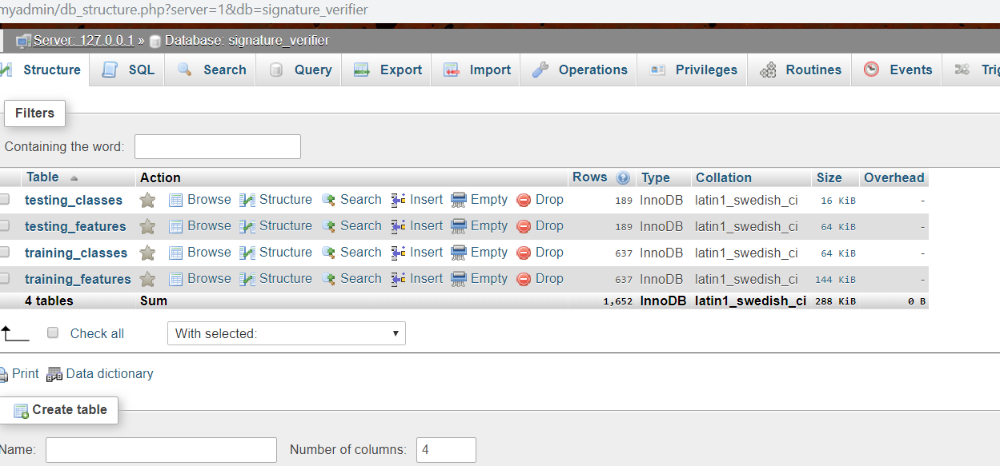 myadmin/db_structure.php?server=1&db=signature_verifier
Server: 127.0.0.1 » Database: signature_verifier
Structure SQL Search Query Export Import Operations Privileges Routines Events Trig
Filters
Containing the word:
Table Action Rows Type Collation Size Overhead
testing_classes Browse Structure Search Insert Empty Drop 189 InnoDB latin1_swedish_ci 16 KiB -
testing_features Browse Structure Search Insert Empty Drop 189 InnoDB latin1_swedish_ci 64 KiB -
training_classes Browse Structure Search Insert Empty Drop 637 InnoDB latin1_swedish_ci 64 KiB -
training_features Browse Structure Search Insert Empty Drop 637 InnoDB latin1_swedish_ci 144 KiB -
4 tables Sum 1,652 InnoDB latin1_swedish_ci 288 KiB 0 B
Check all With selected:
Print Data dictionary
Create table
Name: Number of columns: 4